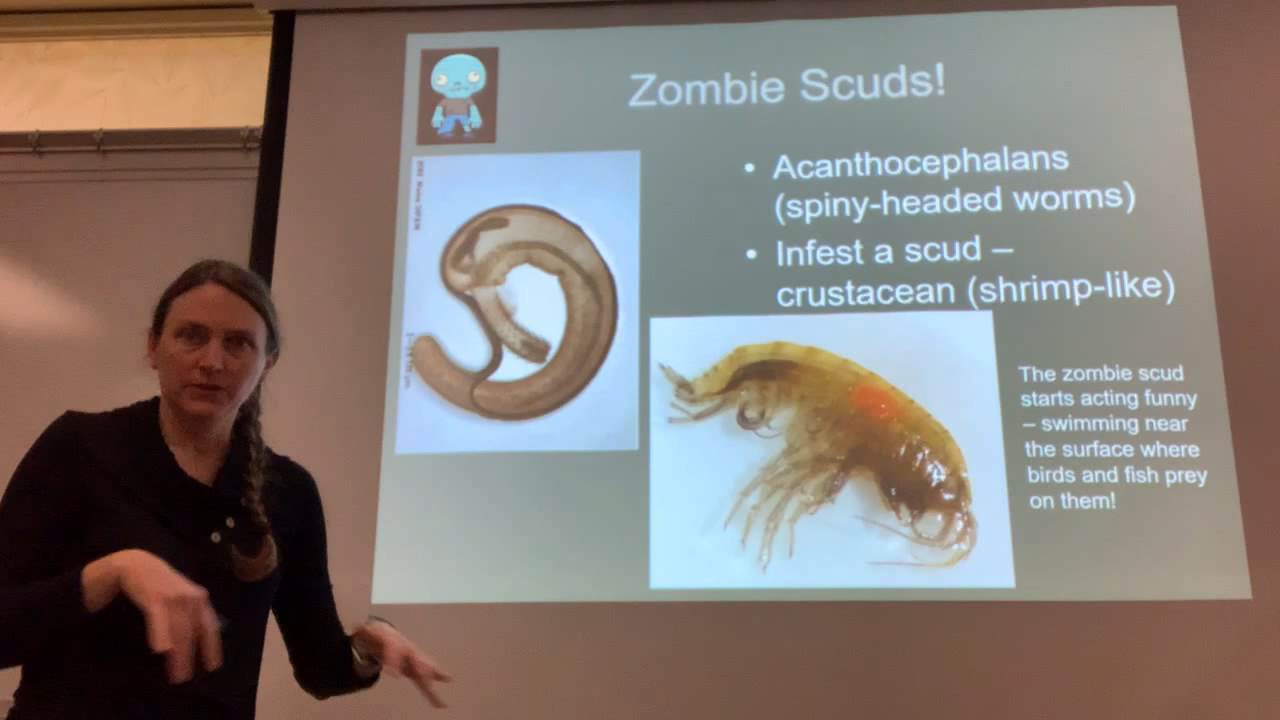 Zombie Scuds!
• Acanthocephalans
(spiny-headed worms)
• Infest a scud –
crustacean (shrimp-like)
The zombie scud
starts acting funny
– swimming near
the surface where
birds and fish prey
on them!